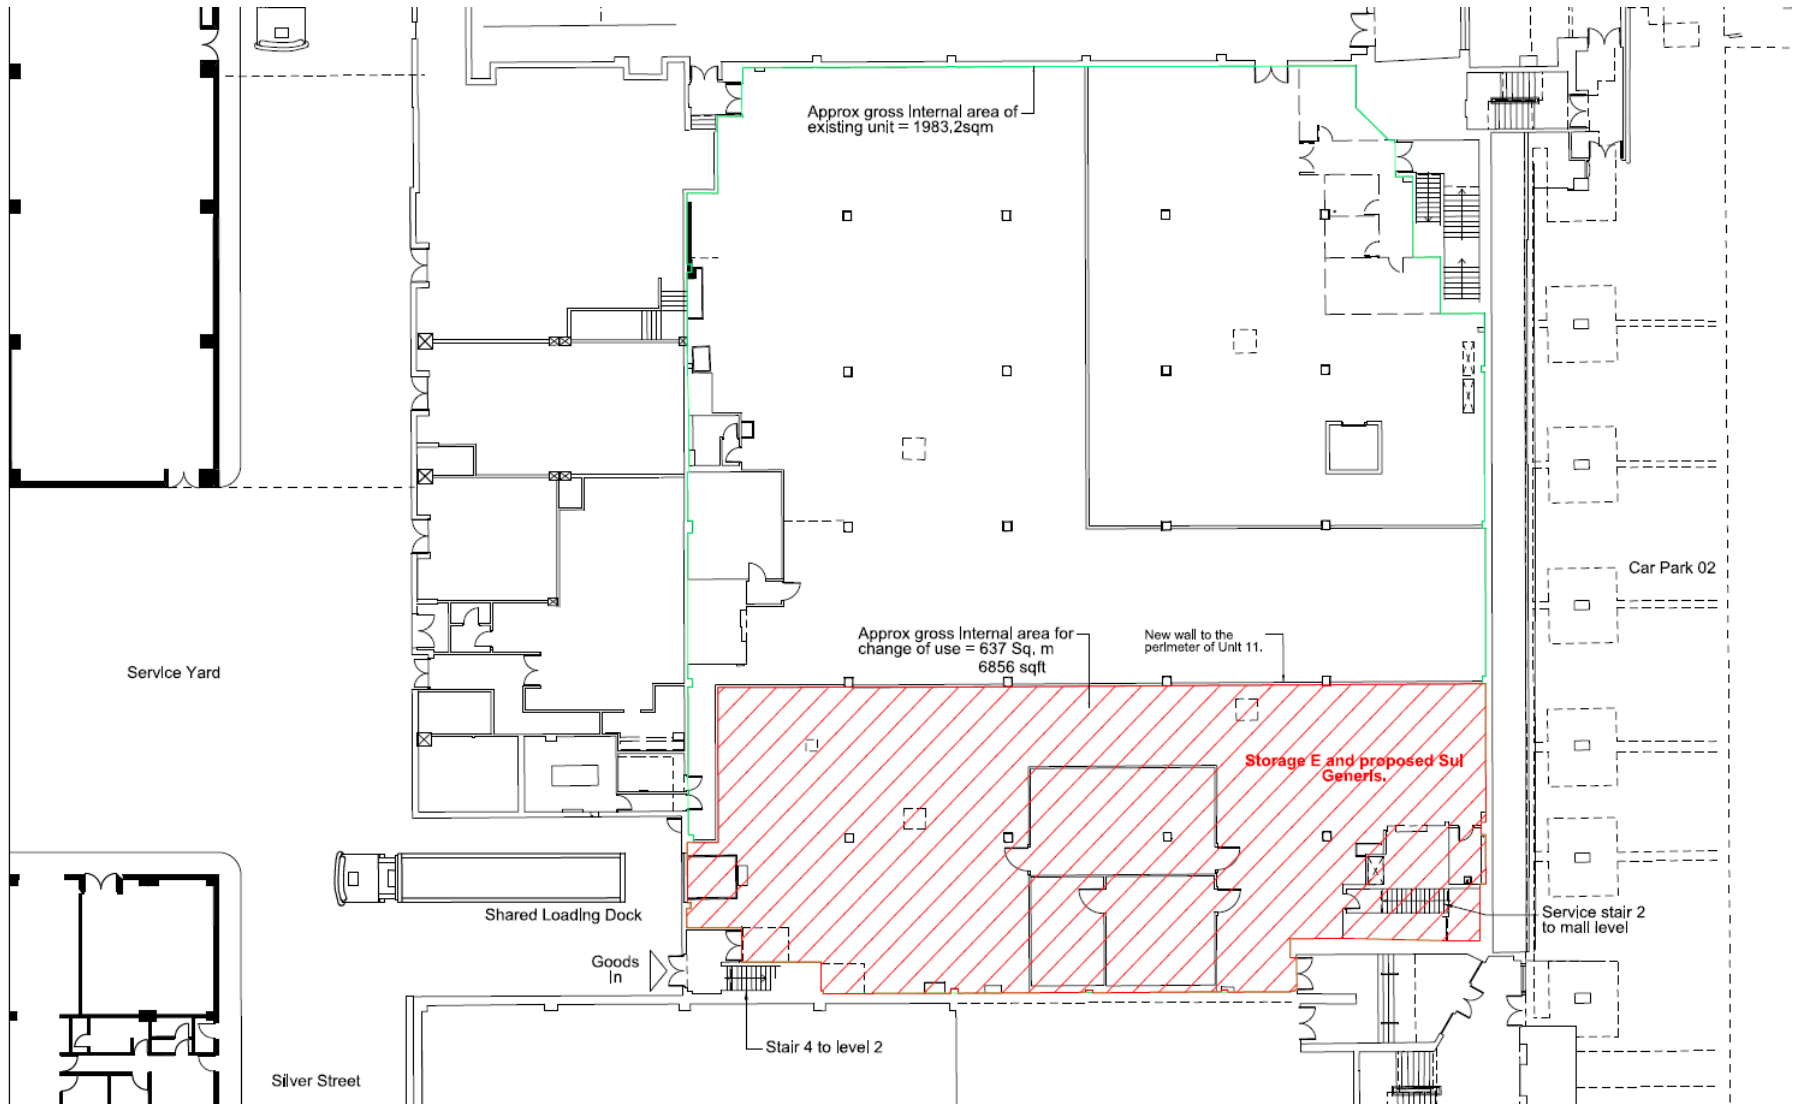 Approx gross Internal area of
existing unit = 1983.2sqm
Car Park 02
Approx gross Internal area for
change of use = 637 Sq. m
6856 sqft
New wall to the
perimeter of Unit 11.
Service Yard
Storage E and proposed Sui
Generis.
Shared Loading Dock
Service stair 2
to mall level
Goods
In
Stair 4 to level 2
Silver Street